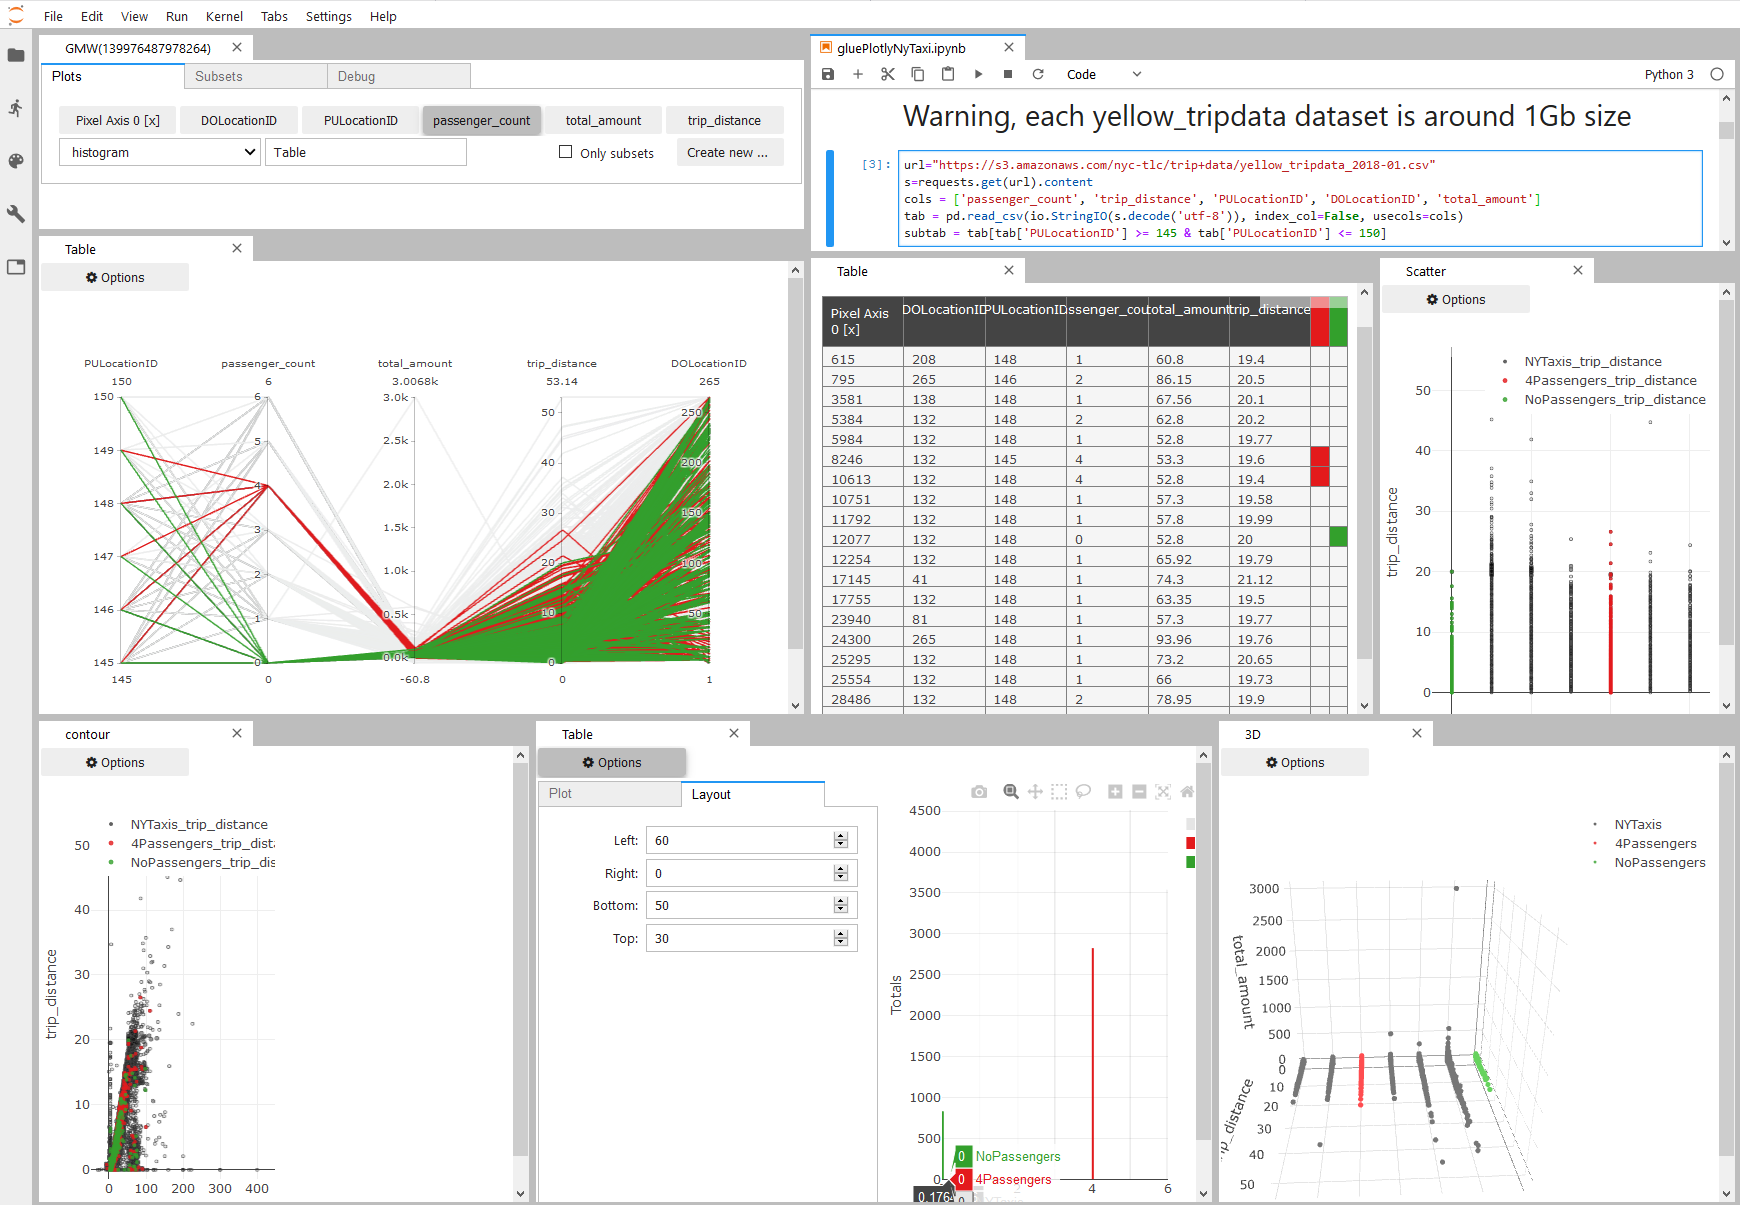 File Edit View Run Kernel Tabs Settings Help
GMW(139976487978264)
Plots Subsets Debug
Pixel Axis 0 [x] DOLocationID PULocationID passenger_count total_amount trip_distance
histogram Table Only subsets Create new ...
gluePlotlyNyTaxi.ipynb
Code Python 3
Warning, each yellow_tripdata dataset is around 1Gb size
[3]: url="https://s3.amazonaws.com/nyc-tlc/trip+data/yellow_tripdata_2018-01.csv"
s=requests.get(url).content
cols = ['passenger_count', 'trip_distance', 'PULocationID', 'DOLocationID', 'total_amount']
tab = pd.read_csv(io.StringIO(s.decode('utf-8')), index_col=False, usecols=cols)
subtab = tab[tab['PULocationID'] >= 145 & tab['PULocationID'] <= 150]
Table
Options
PULocationID passenger_count total_amount trip_distance DOLocationID
150 6 3.0068k 53.14 265
150 149 148 147 146 145
6 5 4 3 2 1 0
3.0k 2.5k 2.0k 1.5k 1.0k 0.5k 0.0k
50 40 30 20 10 0
250 200 150 100 50
145 0 -60.8 0 1
Table
Pixel Axis 0 [x] DOLocationID PULocationID ssenger_cou total_amount trip_distance
615 208 148 1 60.8 19.4
795 265 146 2 86.15 20.5
3581 138 148 1 67.56 20.1
5384 132 148 2 62.8 20.2
5984 132 148 1 52.8 19.77
8246 132 145 4 53.3 19.6
10613 132 148 4 52.8 19.4
10751 132 148 1 57.3 19.58
11792 132 148 1 57.8 19.99
12077 132 148 0 52.8 20
12254 132 148 1 65.92 19.79
17145 41 148 1 74.3 21.12
17755 132 148 1 63.35 19.5
23940 81 148 1 57.3 19.77
24300 265 148 1 93.96 19.76
25295 132 148 1 73.2 20.65
25554 132 148 1 66 19.73
28486 132 148 2 78.95 19.9
Scatter
Options
NYTaxis_trip_distance
4Passengers_trip_distance
NoPassengers_trip_distance
trip_distance
50
40
30
20
10
0
contour
Options
NYTaxis_trip_distance
4Passengers_trip_dista
NoPassengers_trip_dis
trip_distance
50
40
30
20
10
0
0 100 200 300 400
Table
Options
Plot Layout
Left: 60
Right: 0
Bottom: 50
Top: 30
Totals
4500
4000
3500
3000
2500
2000
1500
1000
500
0
0 NoPassengers
0 4Passengers
0.176
4 6
3D
Options
NYTaxis
4Passengers
NoPassengers
total_amount
3000
2500
2000
1500
1000
500
0
0
10
20
30
40
50
rip_distance